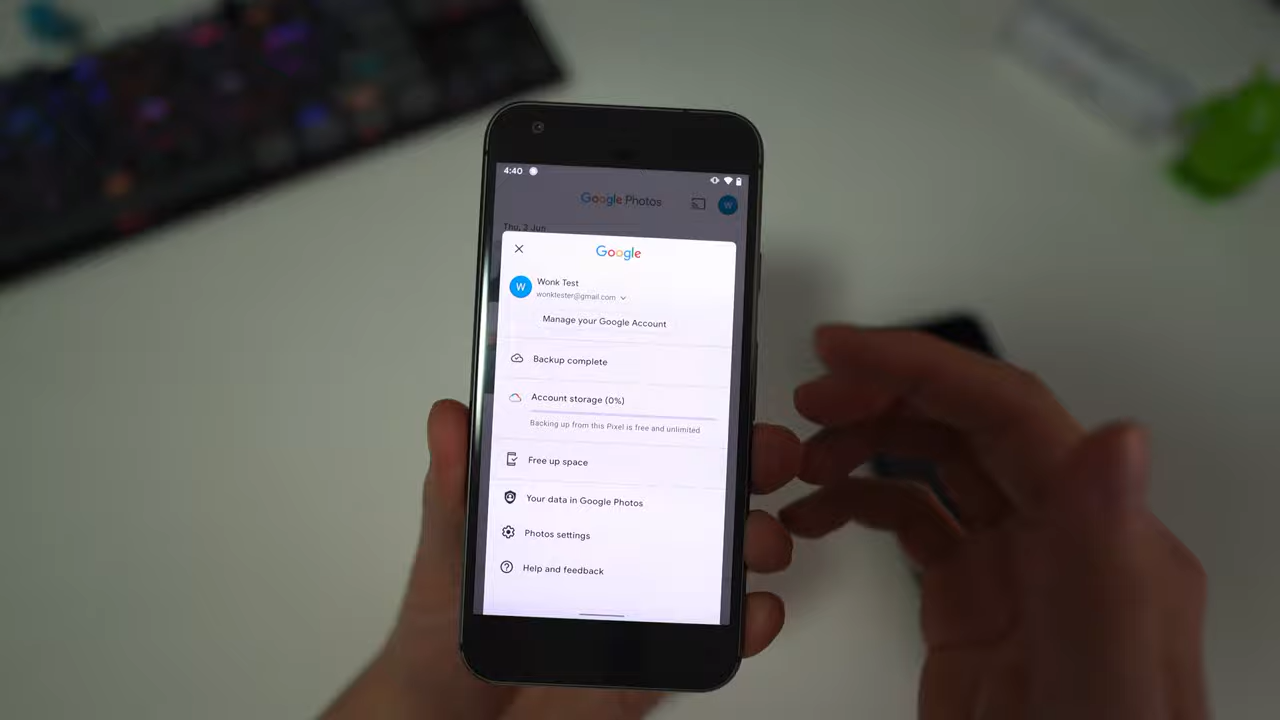 4:40
Google Photos
W
Thu, 3 Jun
Google
W
Wonk Test
wonktester@gmail.com
Manage your Google Account
Backup complete
Account storage (0%)
Backing up from this Pixel is free and unlimited
Free up space
Your data in Google Photos
Photos settings
Help and feedback